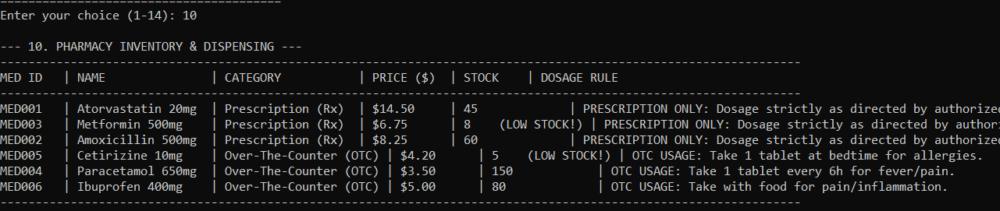 ----------------------------------------
Enter your choice (1-14): 10
--- 10. PHARMACY INVENTORY & DISPENSING ---
------------------------------------------------------------------------------------------------------------------
MED ID   | NAME               | CATEGORY           | PRICE ($)  | STOCK    | DOSAGE RULE
------------------------------------------------------------------------------------------------------------------
MED001   | Atorvastatin 20mg  | Prescription (Rx)  | $14.50     | 45             | PRESCRIPTION ONLY: Dosage strictly as directed by authorized
MED003   | Metformin 500mg    | Prescription (Rx)  | $6.75      | 8   (LOW STOCK!) | PRESCRIPTION ONLY: Dosage strictly as directed by authori
MED002   | Amoxicillin 500mg  | Prescription (Rx)  | $8.25      | 60             | PRESCRIPTION ONLY: Dosage strictly as directed by authorized
MED005   | Cetirizine 10mg    | Over-The-Counter (OTC) | $4.20      | 5    (LOW STOCK!) | OTC USAGE: Take 1 tablet at bedtime for allergies.
MED004   | Paracetamol 650mg  | Over-The-Counter (OTC) | $3.50      | 150            | OTC USAGE: Take 1 tablet every 6h for fever/pain.
MED006   | Ibuprofen 400mg    | Over-The-Counter (OTC) | $5.00      | 80             | OTC USAGE: Take with food for pain/inflammation.
------------------------------------------------------------------------------------------------------------------